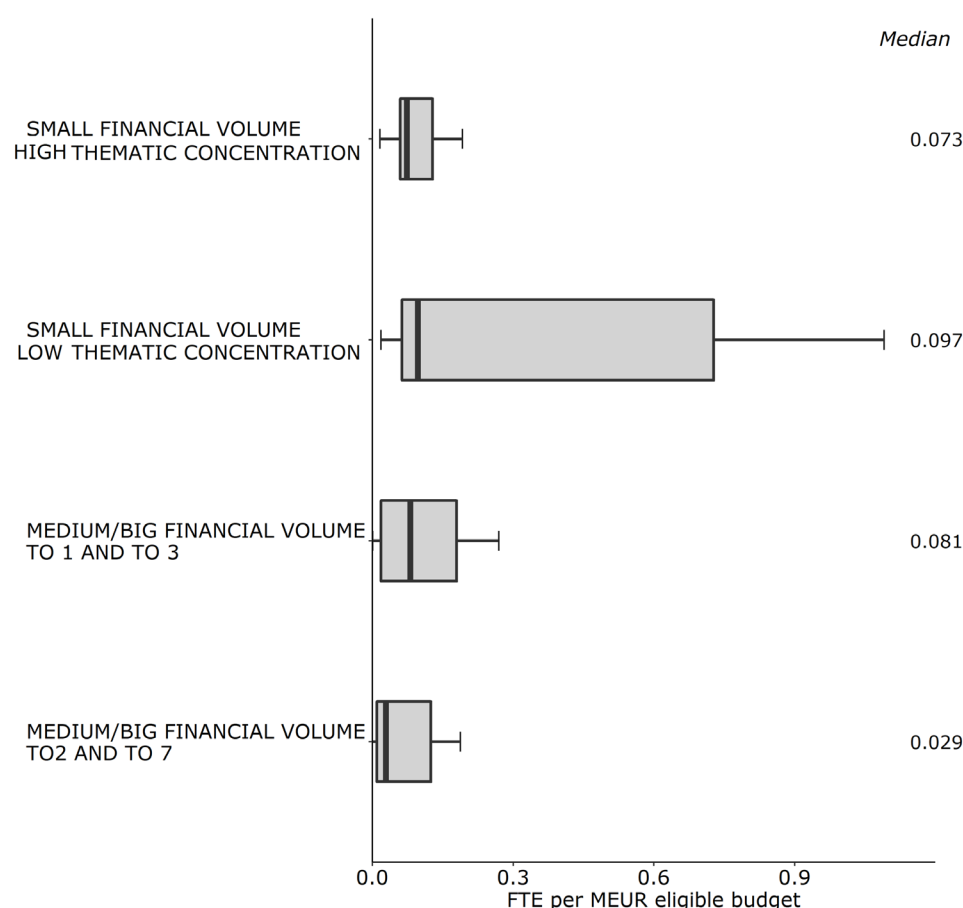 Median
SMALL FINANCIAL VOLUME
HIGH THEMATIC CONCENTRATION
0.073
SMALL FINANCIAL VOLUME
LOW THEMATIC CONCENTRATION
0.097
MEDIUM/BIG FINANCIAL VOLUME
TO 1 AND TO 3
0.081
MEDIUM/BIG FINANCIAL VOLUME
TO2 AND TO 7
0.029
0.0 0.3 0.6 0.9
FTE per MEUR eligible budget